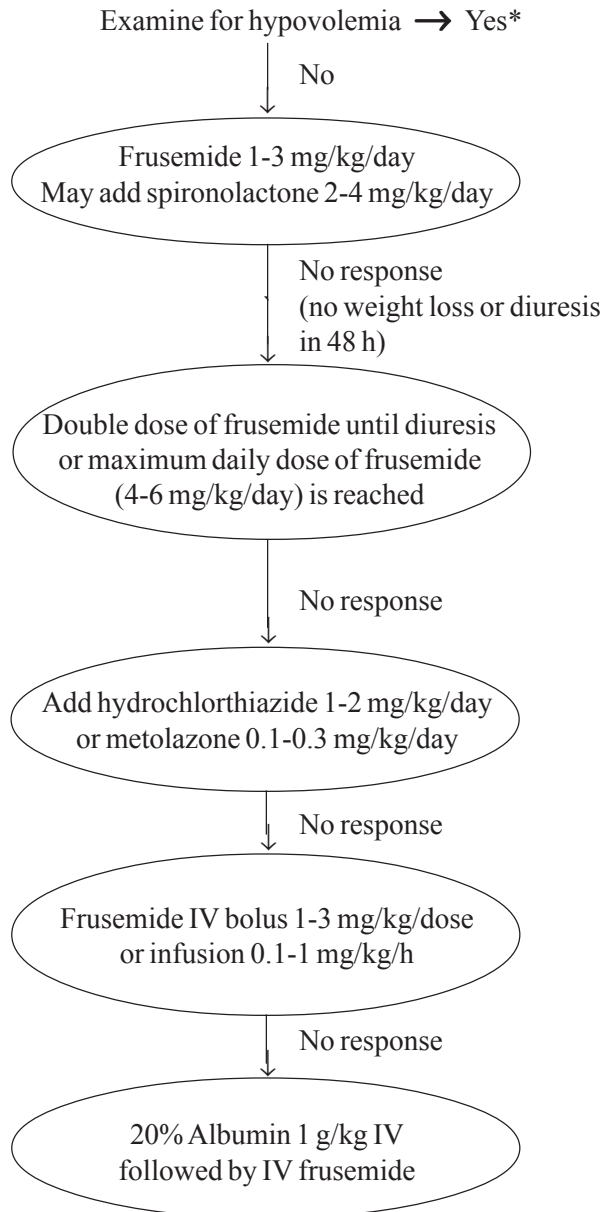 Examine for hypovolemia → Yes*
No
Frusemide 1-3 mg/kg/day
May add spironolactone 2-4 mg/kg/day
No response
(no weight loss or diuresis
in 48 h)
Double dose of frusemide until diuresis
or maximum daily dose of frusemide
(4-6 mg/kg/day) is reached
No response
Add hydrochlorthiazide 1-2 mg/kg/day
or metolazone 0.1-0.3 mg/kg/day
No response
Frusemide IV bolus 1-3 mg/kg/dose
or infusion 0.1-1 mg/kg/h
No response
20% Albumin 1 g/kg IV
followed by IV frusemide